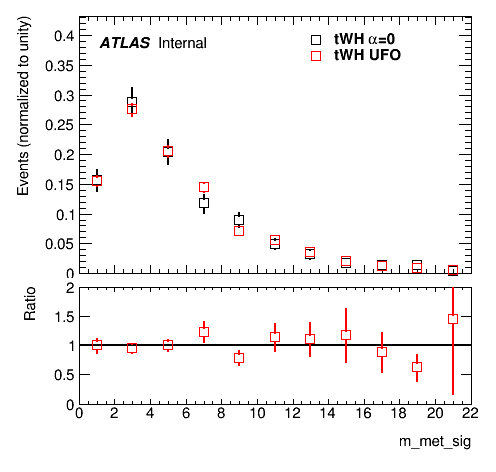 ATLAS Internal
tWH α=0
tWH UFO
Events (normalized to unity)
0.4
0.35
0.3
0.25
0.2
0.15
0.1
0.05
0
Ratio
2
1.5
1
0.5
0
0 2 4 6 8 10 12 14 16 18 20 22
m_met_sig